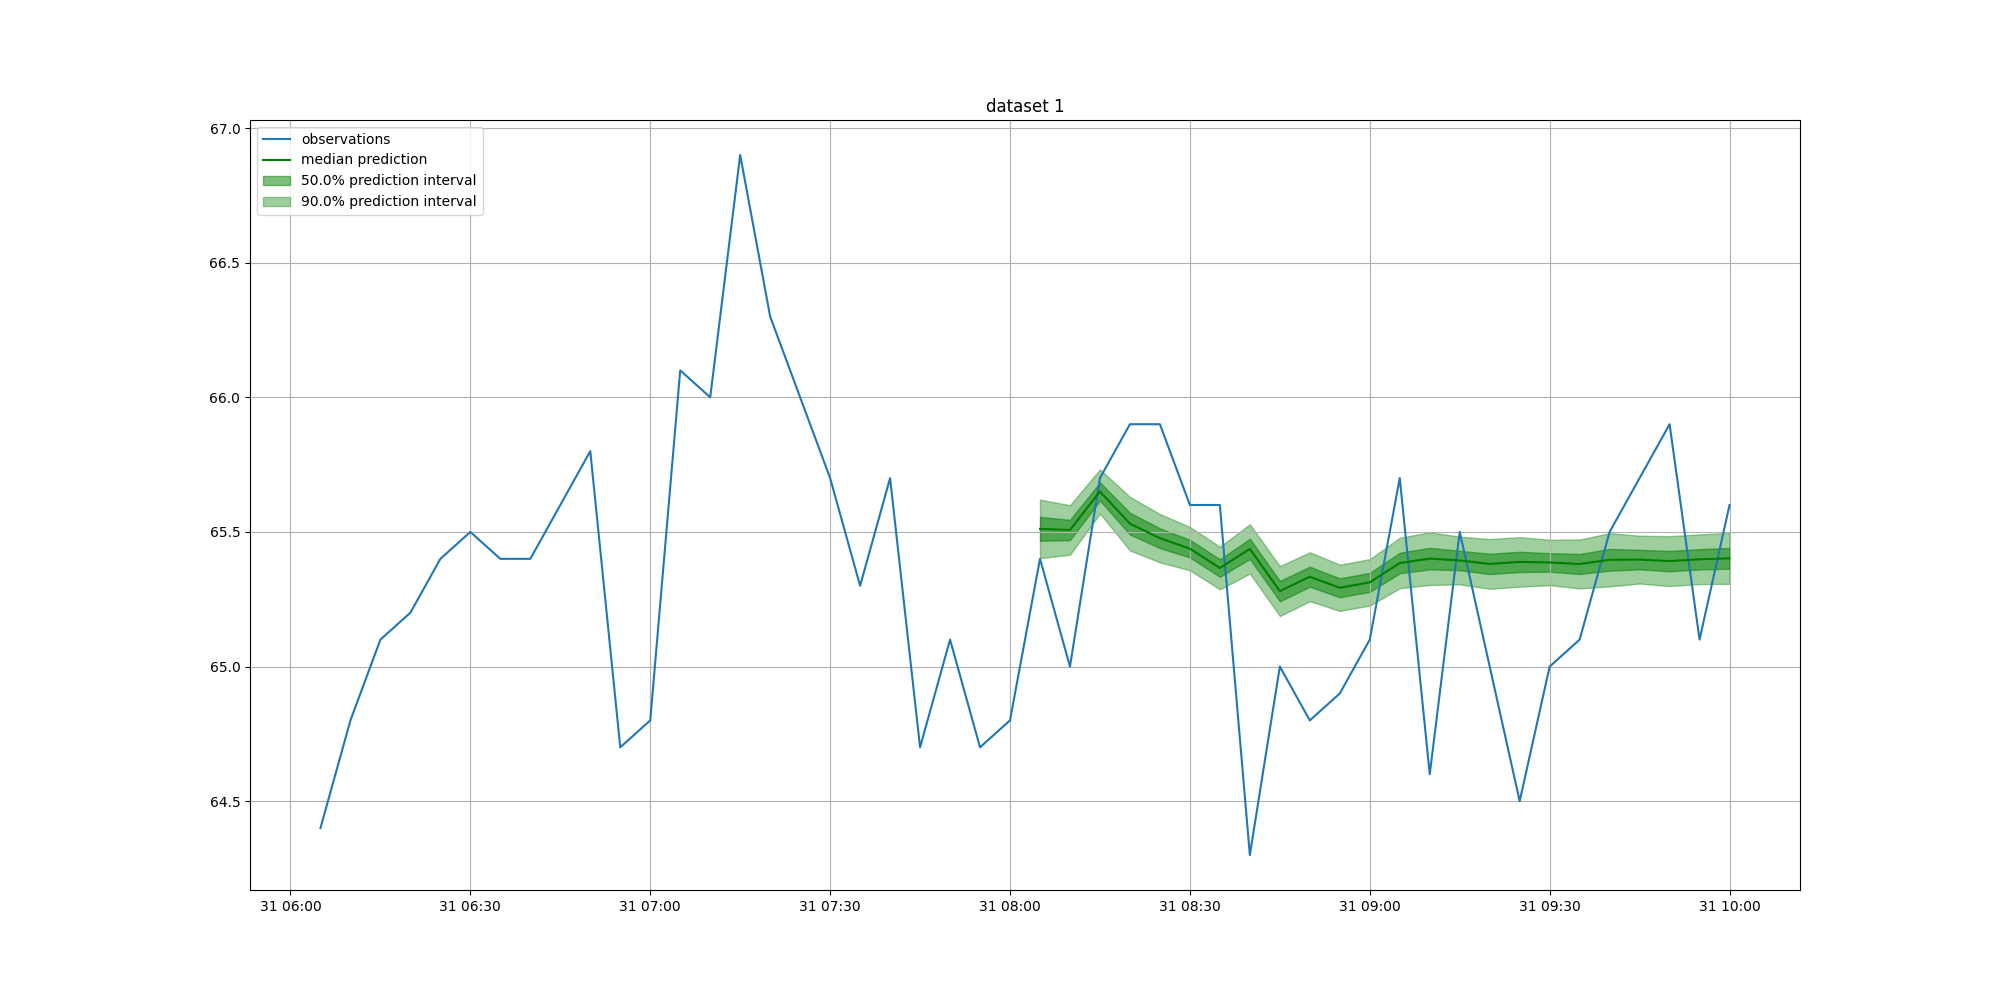 dataset 1
67.0
66.5
66.0
65.5
65.0
64.5
observations
median prediction
50.0% prediction interval
90.0% prediction interval
31 06:00 31 06:30 31 07:00 31 07:30 31 08:00 31 08:30 31 09:00 31 09:30 31 10:00